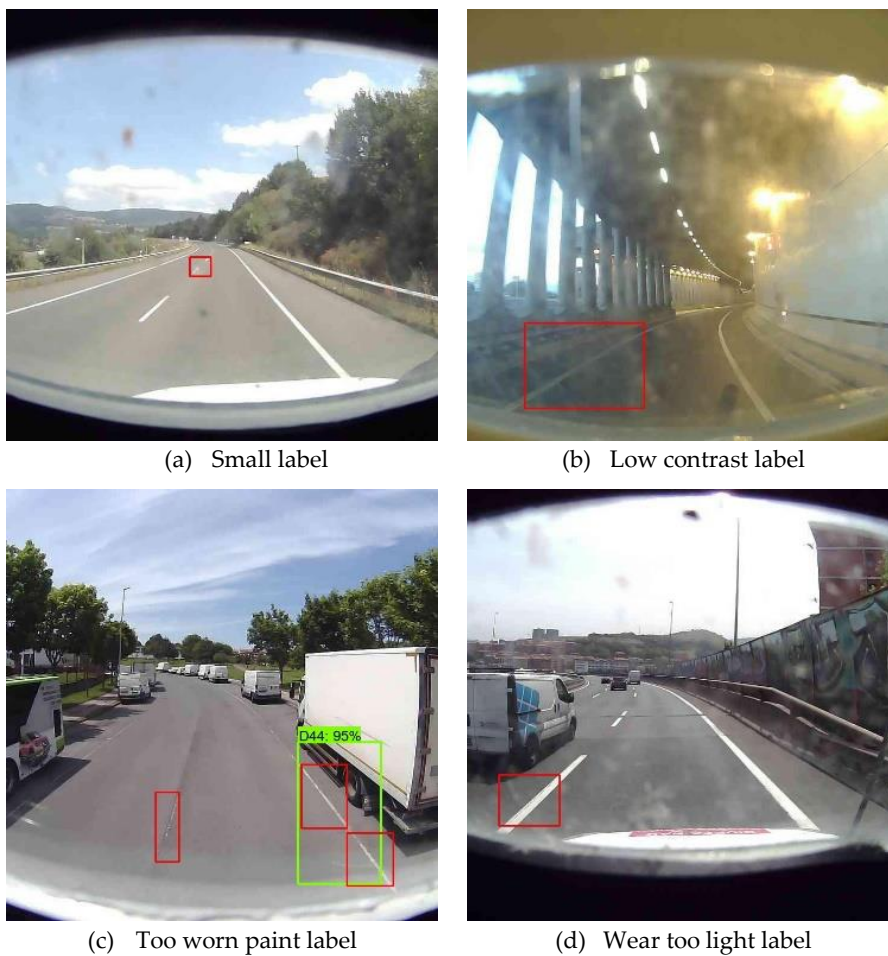 (a) Small label
(b) Low contrast label
D44: 95%
(c) Too worn paint label
(d) Wear too light label